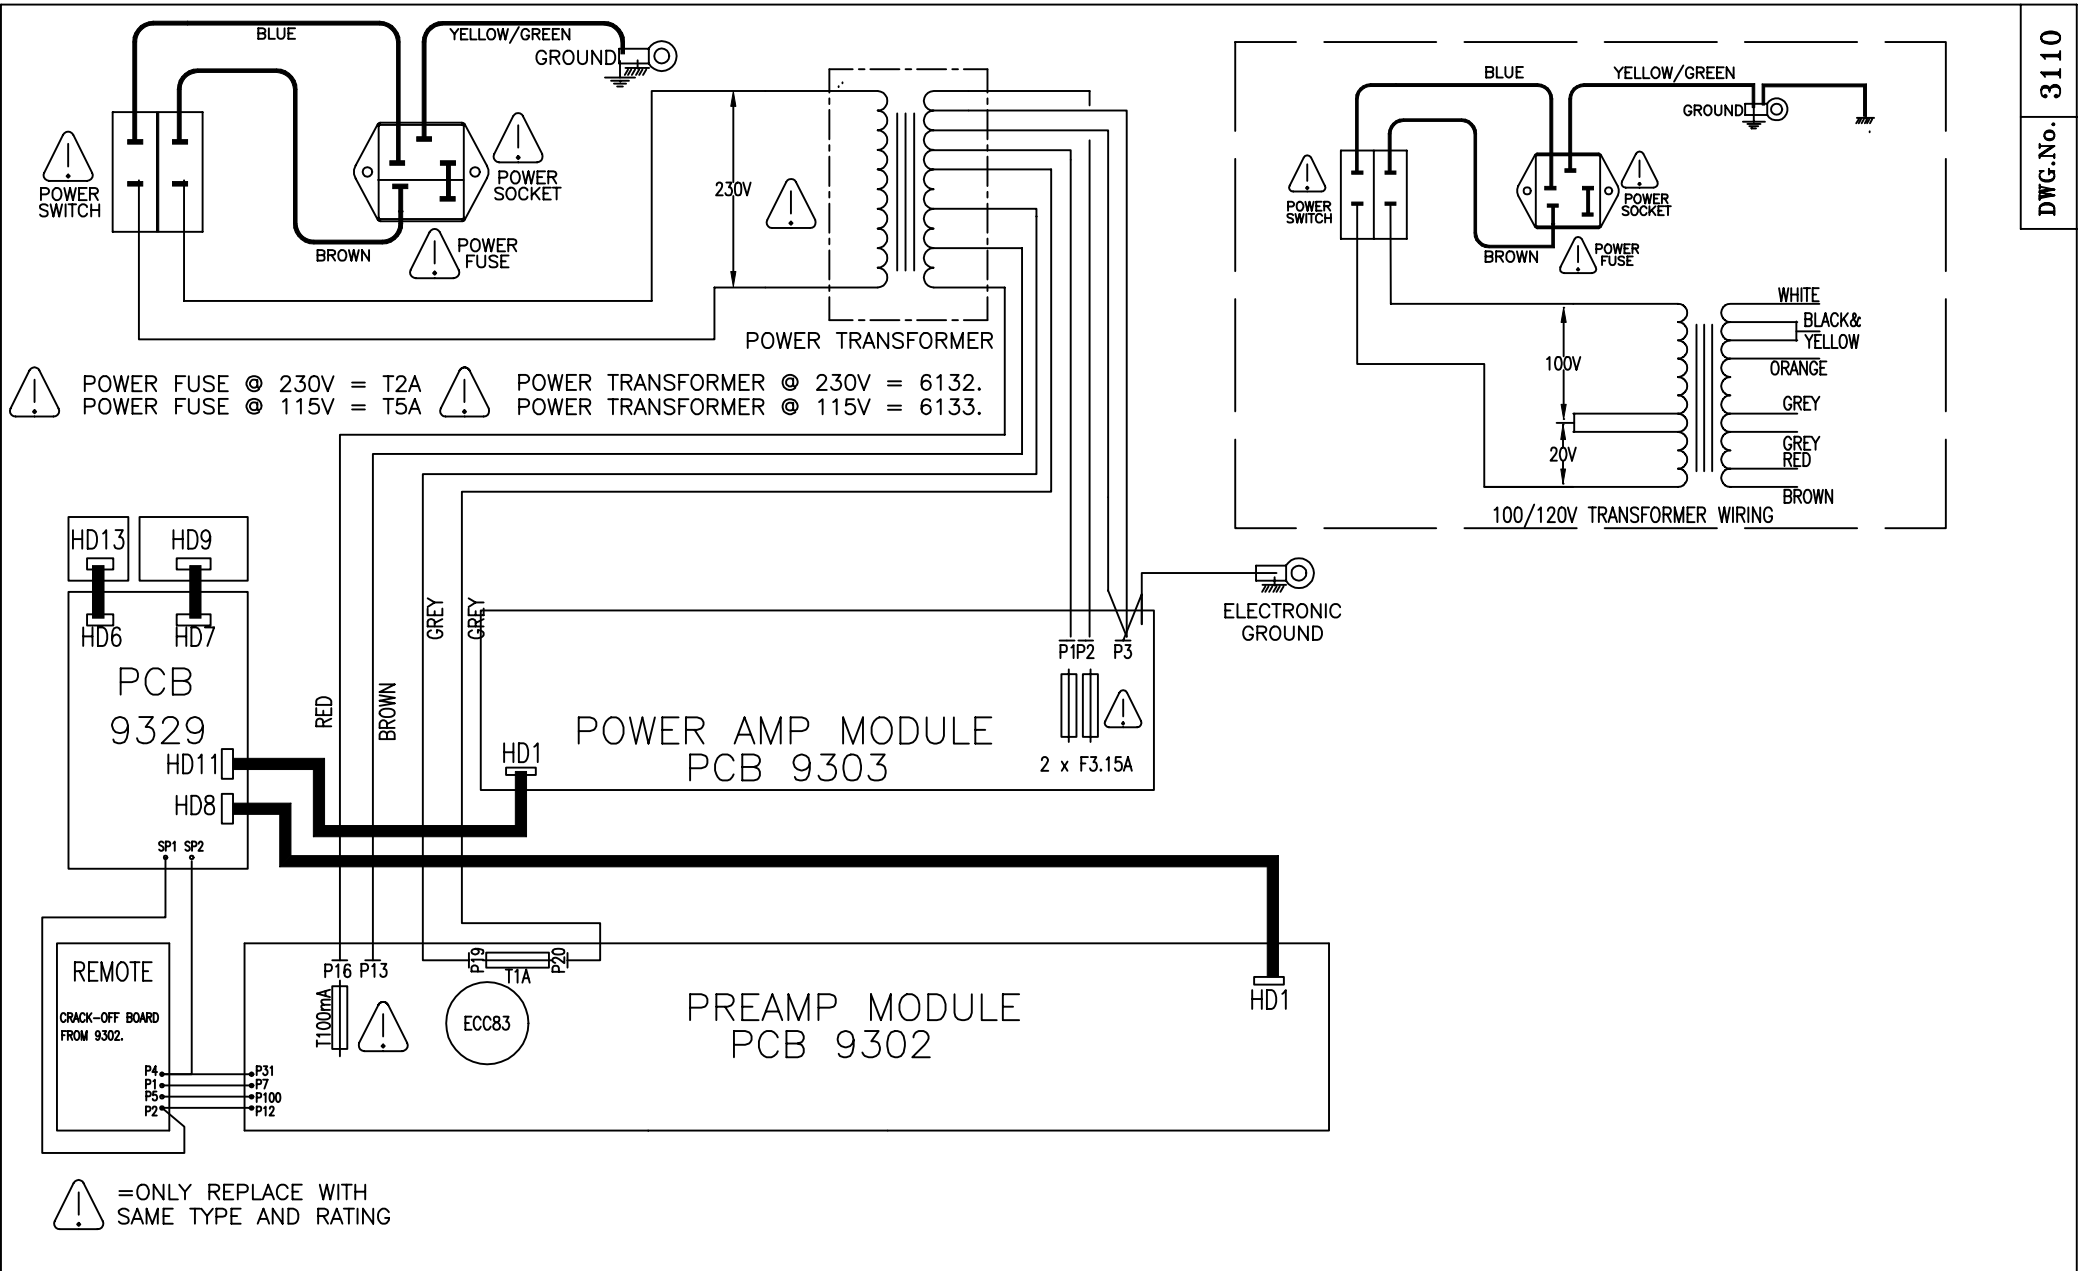 BLUE
YELLOW/GREEN
GROUND
POWER
SWITCH
POWER
SOCKET
BROWN
POWER
FUSE
230V
POWER TRANSFORMER
POWER FUSE @ 230V = T2A
POWER FUSE @ 115V = T5A
POWER TRANSFORMER @ 230V = 6132.
POWER TRANSFORMER @ 115V = 6133.
BLUE
YELLOW/GREEN
GROUND
POWER
SWITCH
POWER
SOCKET
BROWN
POWER
FUSE
WHITE
BLACK&
YELLOW
100V
ORANGE
GREY
20V
GREY
RED
BROWN
100/120V TRANSFORMER WIRING
DWG.No. 3110
HD13
HD9
HD6
HD7
PCB
9329
HD11
HD8
SP1 SP2
RED
BROWN
GREY
GREY
ELECTRONIC
GROUND
P1 P2 P3
POWER AMP MODULE
PCB 9303
HD1
2 x F3.15A
REMOTE
CRACK-OFF BOARD
FROM 9302.
P4
P1
P5
P2
P31
P7
P100
P12
P16 P13
T100mA
P19
T1A
P20
ECC83
PREAMP MODULE
PCB 9302
HD1
=ONLY REPLACE WITH
SAME TYPE AND RATING